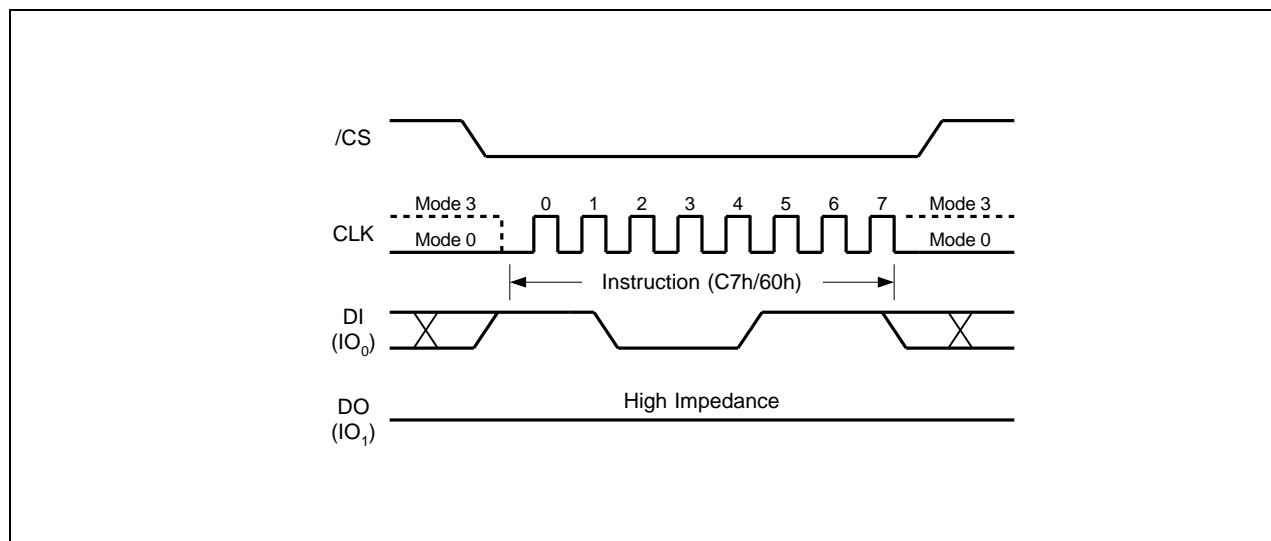 /CS
Mode 3 0 1 2 3 4 5 6 7 Mode 3
CLK
Mode 0 Mode 0
Instruction (C7h/60h)
DI
(IO0)
High Impedance
DO
(IO1)